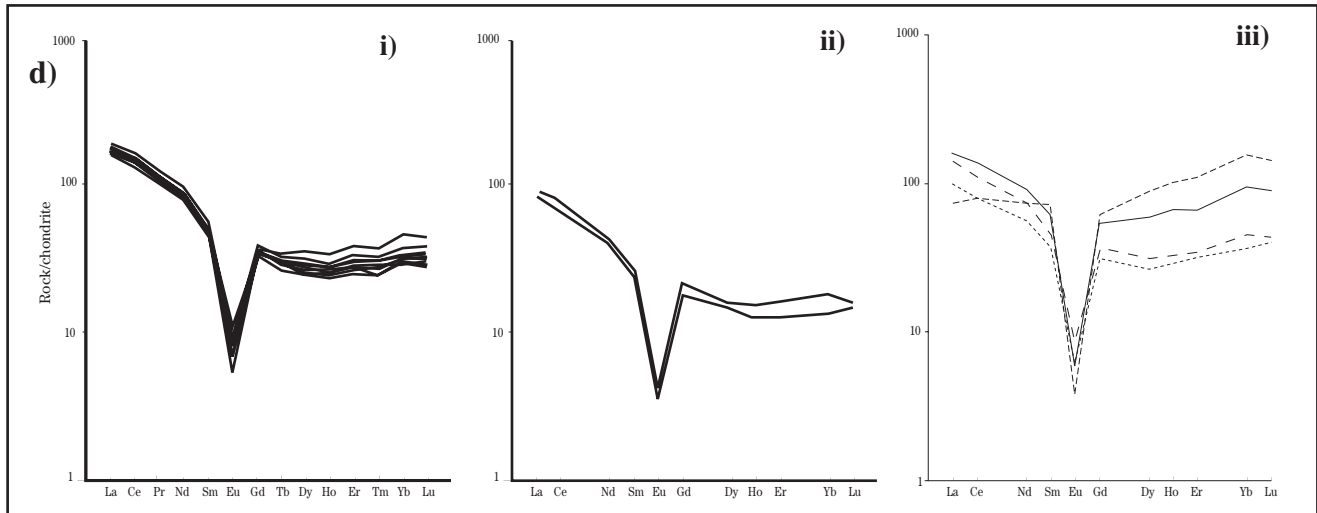 d)
i)
1000
100
10
1
Rock/chondrite
La Ce Pr Nd Sm Eu Gd Tb Dy Ho Er Tm Yb Lu
ii)
1000
100
10
1
La Ce Nd Sm Eu Gd Dy Ho Er Yb Lu
iii)
1000
100
10
1
La Ce Nd Sm Eu Gd Dy Ho Er Yb Lu